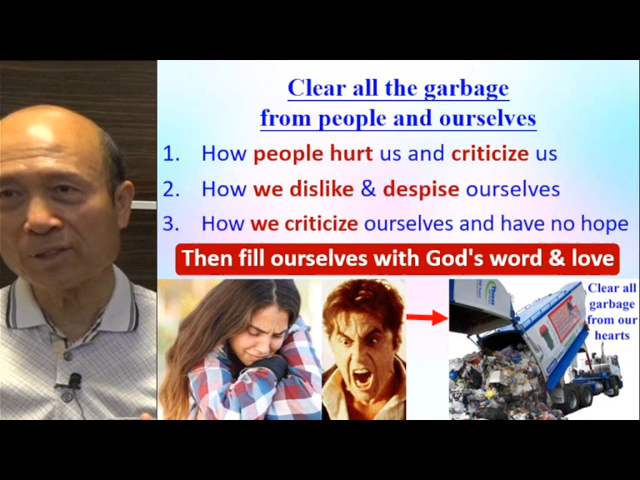 Clear all the garbage
from people and ourselves
1. How people hurt us and criticize us
2. How we dislike & despise ourselves
3. How we criticize ourselves and have no hope
Then fill ourselves with God's word & love
Clear all
garbage
from our
hearts